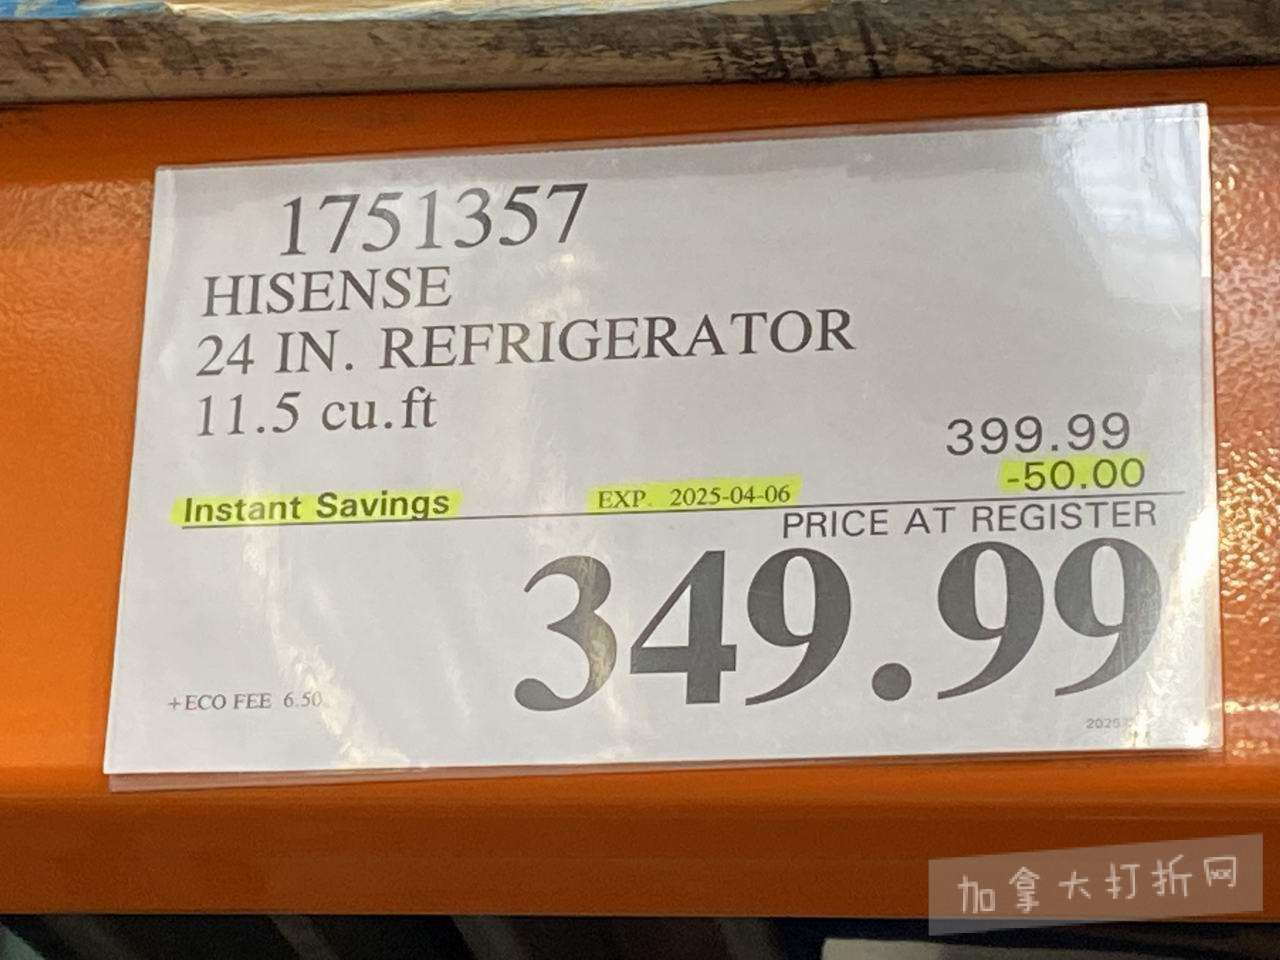 1751357
HISENSE
24 IN. REFRIGERATOR
11.5 cu.ft
399.99
Instant Savings EXP. 2025-04-06 -50.00
PRICE AT REGISTER
349.99
+ECO FEE 6.50
加拿大打折网